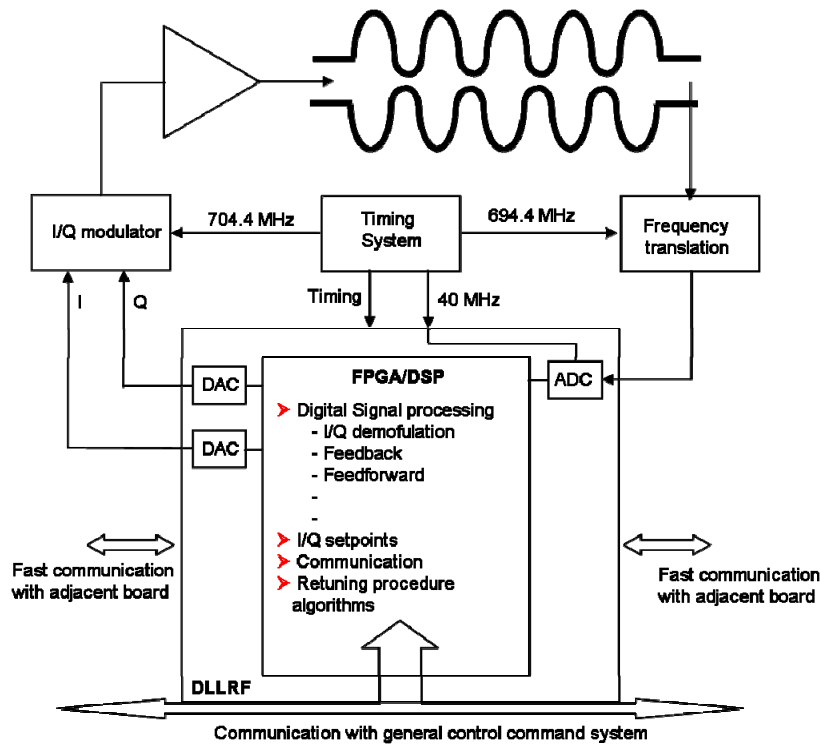 704.4 MHz
694.4 MHz
I/Q modulator
Timing
System
Frequency
translation
I
Q
Timing
40 MHz
DAC
DAC
FPGA/DSP
ADC
➢ Digital Signal processing
- I/Q demofulation
- Feedback
- Feedforward
-
-
➢ I/Q setpoints
➢ Communication
➢ Retuning procedure
algorithms
Fast communication
with adjacent board
Fast communication
with adjacent board
DLLRF
Communication with general control command system